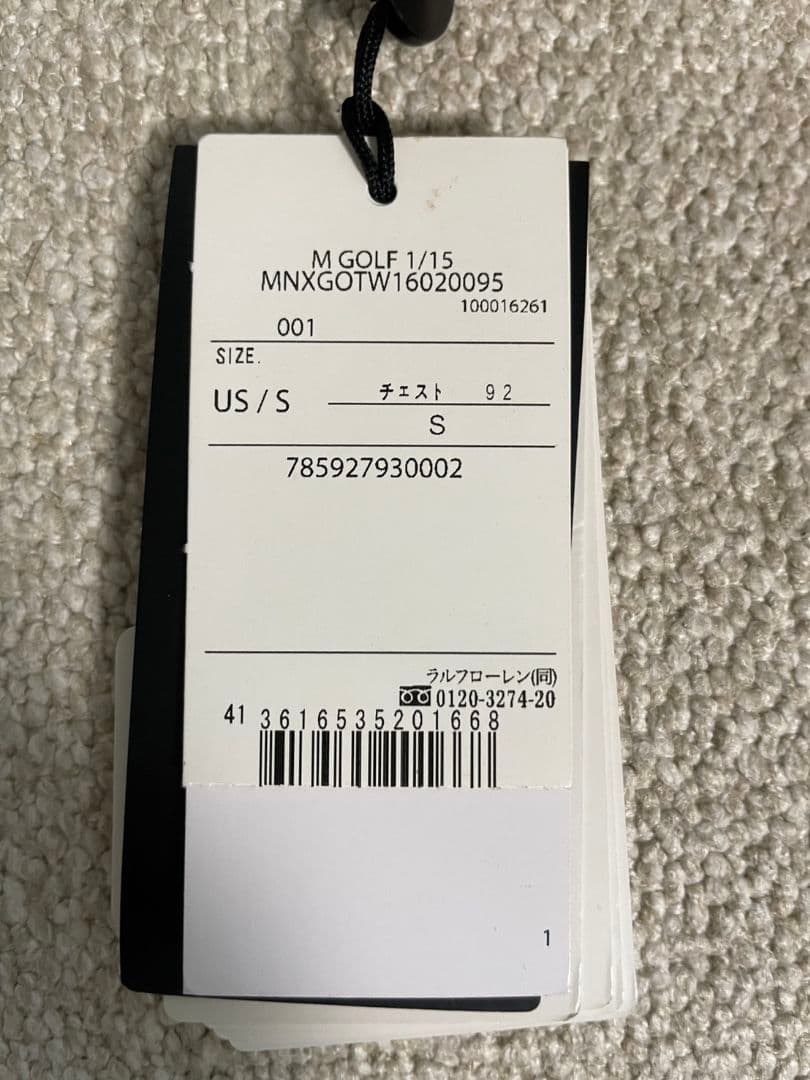 M GOLF 1/15
MNXGOTW16020095
100016261
001
SIZE.
US / S
チェスト 92
S
785927930002
ラルフローレン(同)
0120-3274-20
41 3616535201668
1